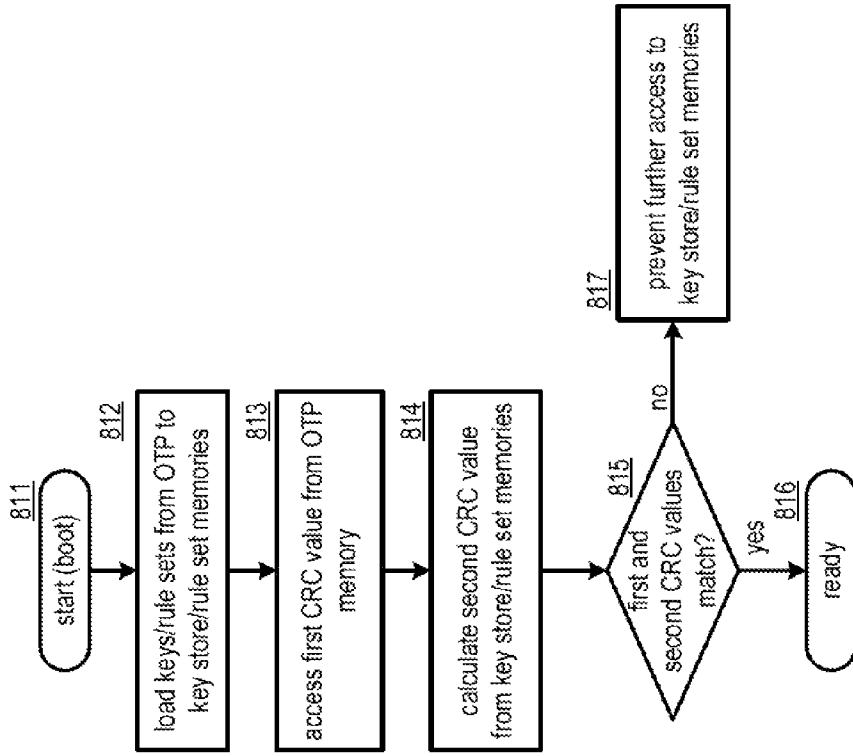 811
start (boot)
812
load keys/rule sets from OTP to
key store/rule set memories
813
access first CRC value from OTP
memory
814
calculate second CRC value
from key store/rule set memories
815
first and
second CRC values
match?
no
yes
816
ready
817
prevent further access to
key store/rule set memories